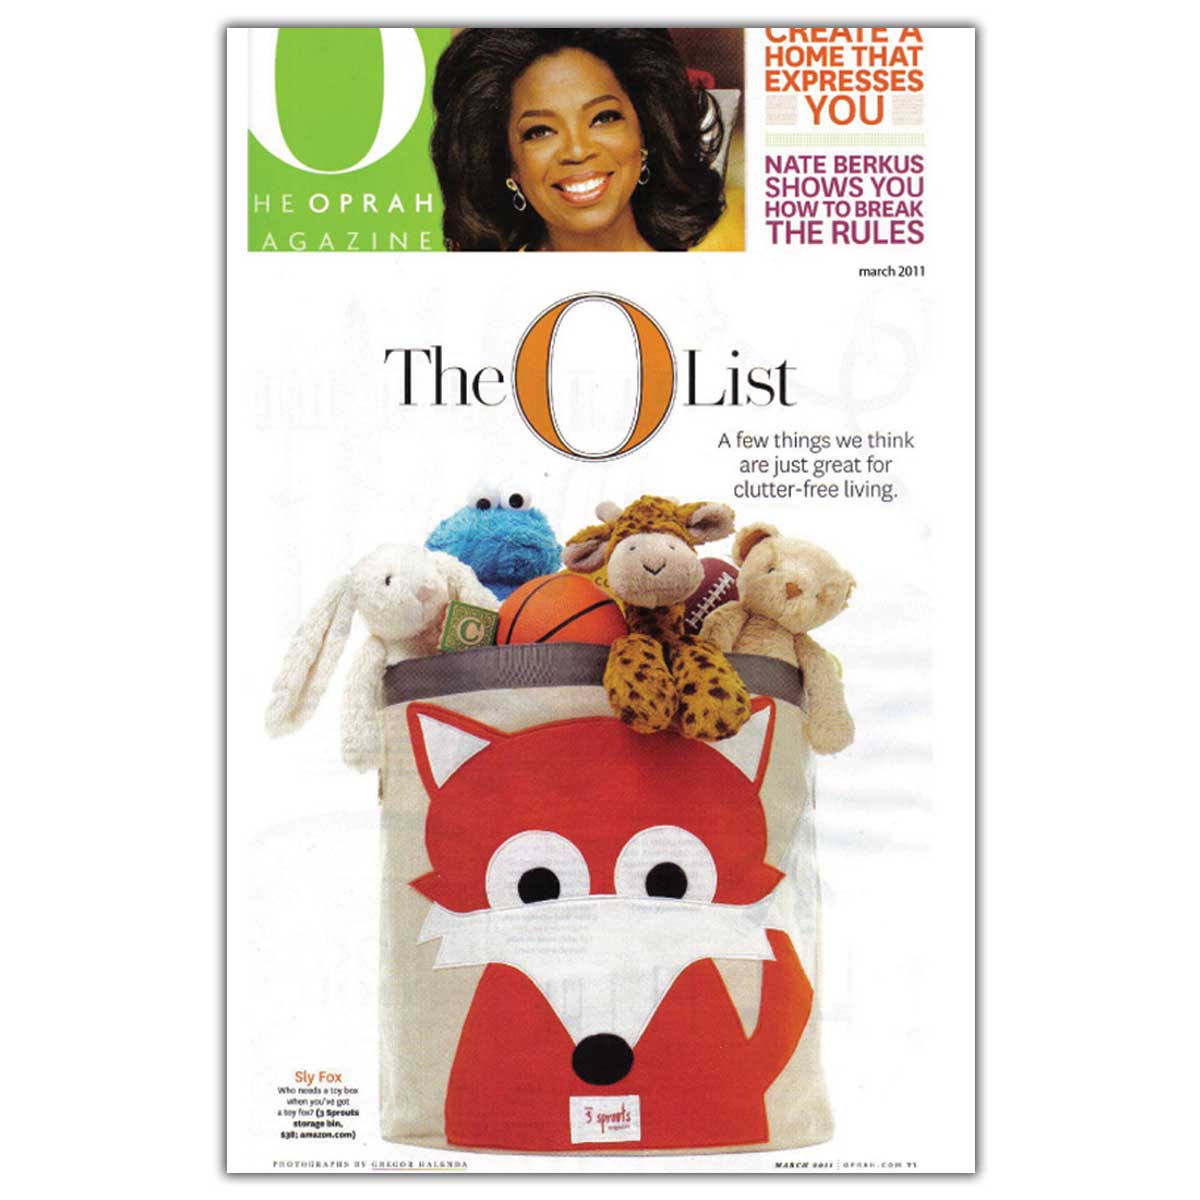 O
HE OPRAH
AGAZINE
CREATE A
HOME THAT
EXPRESSES
YOU
NATE BERKUS
SHOWS YOU
HOW TO BREAK
THE RULES
march 2011
The O List
A few things we think
are just great for
clutter-free living.
C
Sly Fox
Who needs a toy box
when you've got
a toy fox? (3 Sprouts
storage bin,
$38; amazon.com)
3 sprouts
PHOTOGRAPHS BY GREGOR HALENDA
MARCH 2011 OPRAH.COM 71